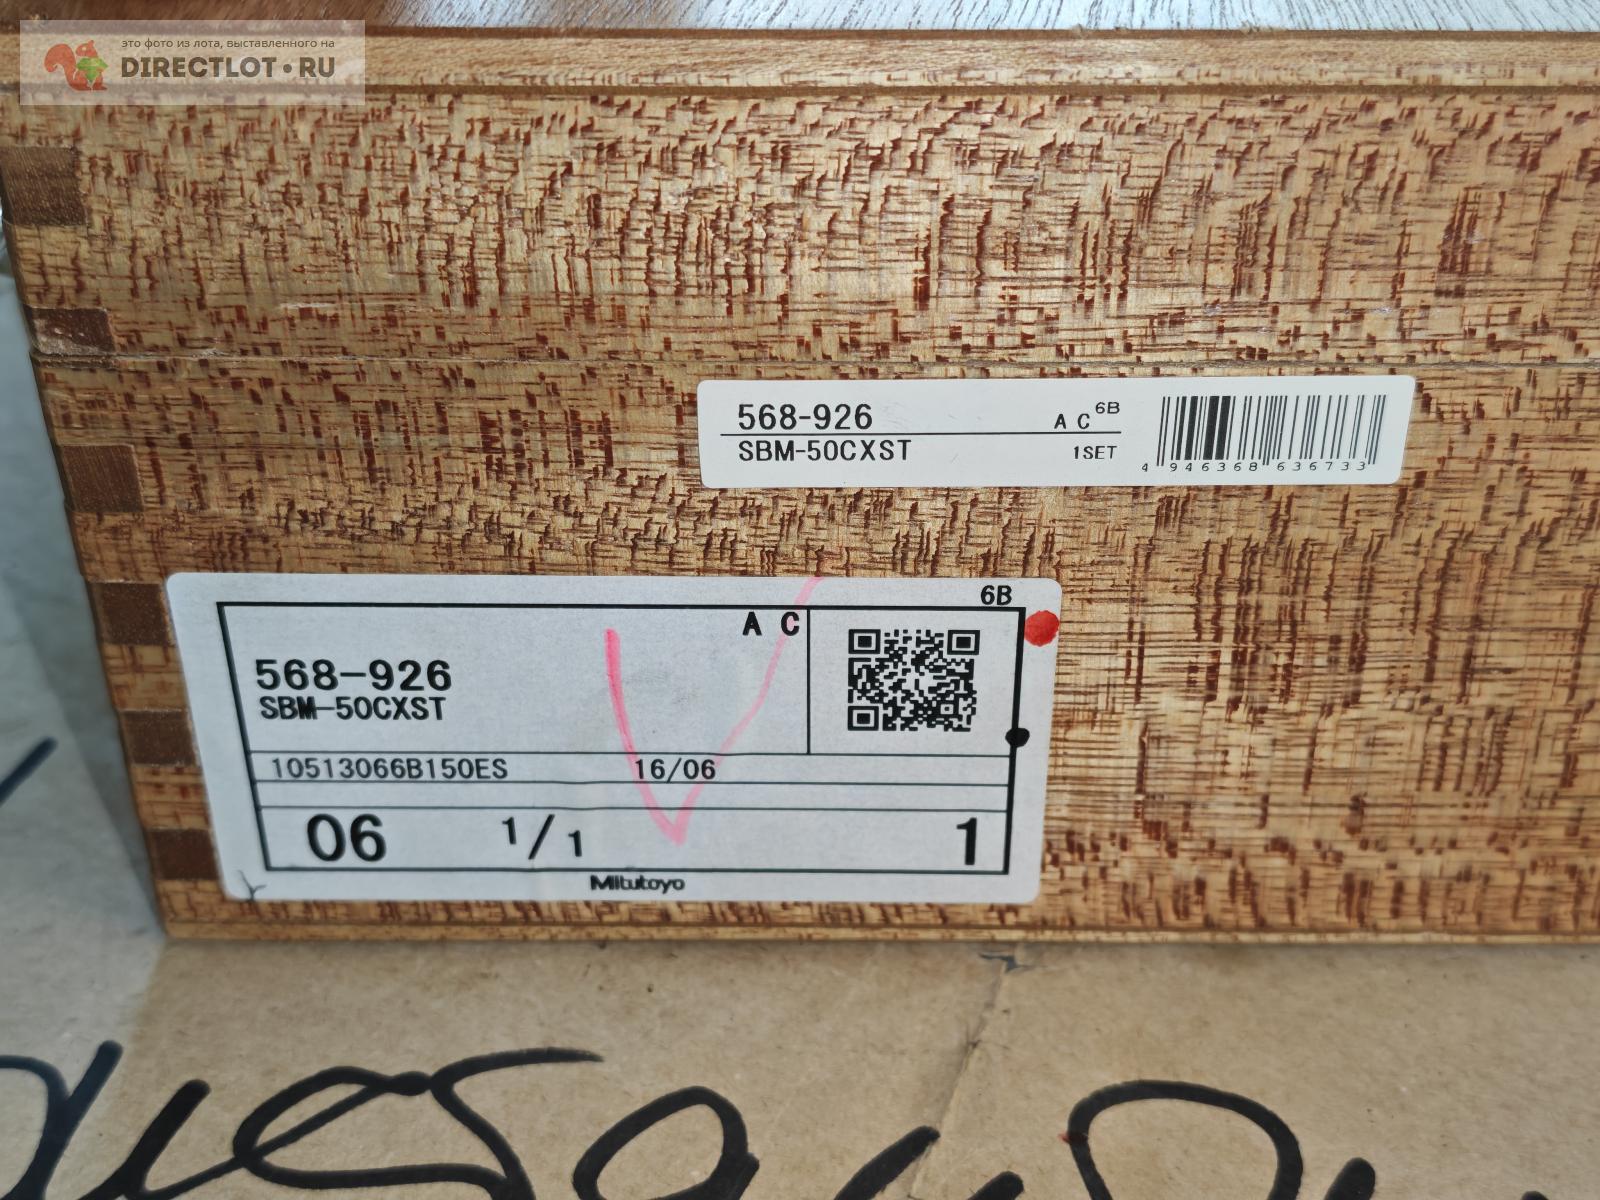 это фото из лота, выставленного на
DIRECTLOT•RU
568-926
A C 6B
SBM-50CXST
1SET
4 946368 636733
6B
A C
568-926
SBM-50CXST
10513066B150ES 16/06
06 1/1 1
Mitutoyo